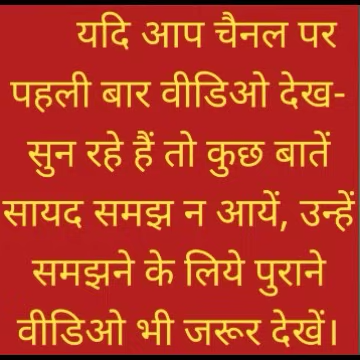 यदि आप चैनल पर
पहली बार वीडिओ देख-
सुन रहे हैं तो कुछ बातें
सायद समझ न आयें, उन्हें
समझने के लिये पुराने
वीडिओ भी जरूर देखें।